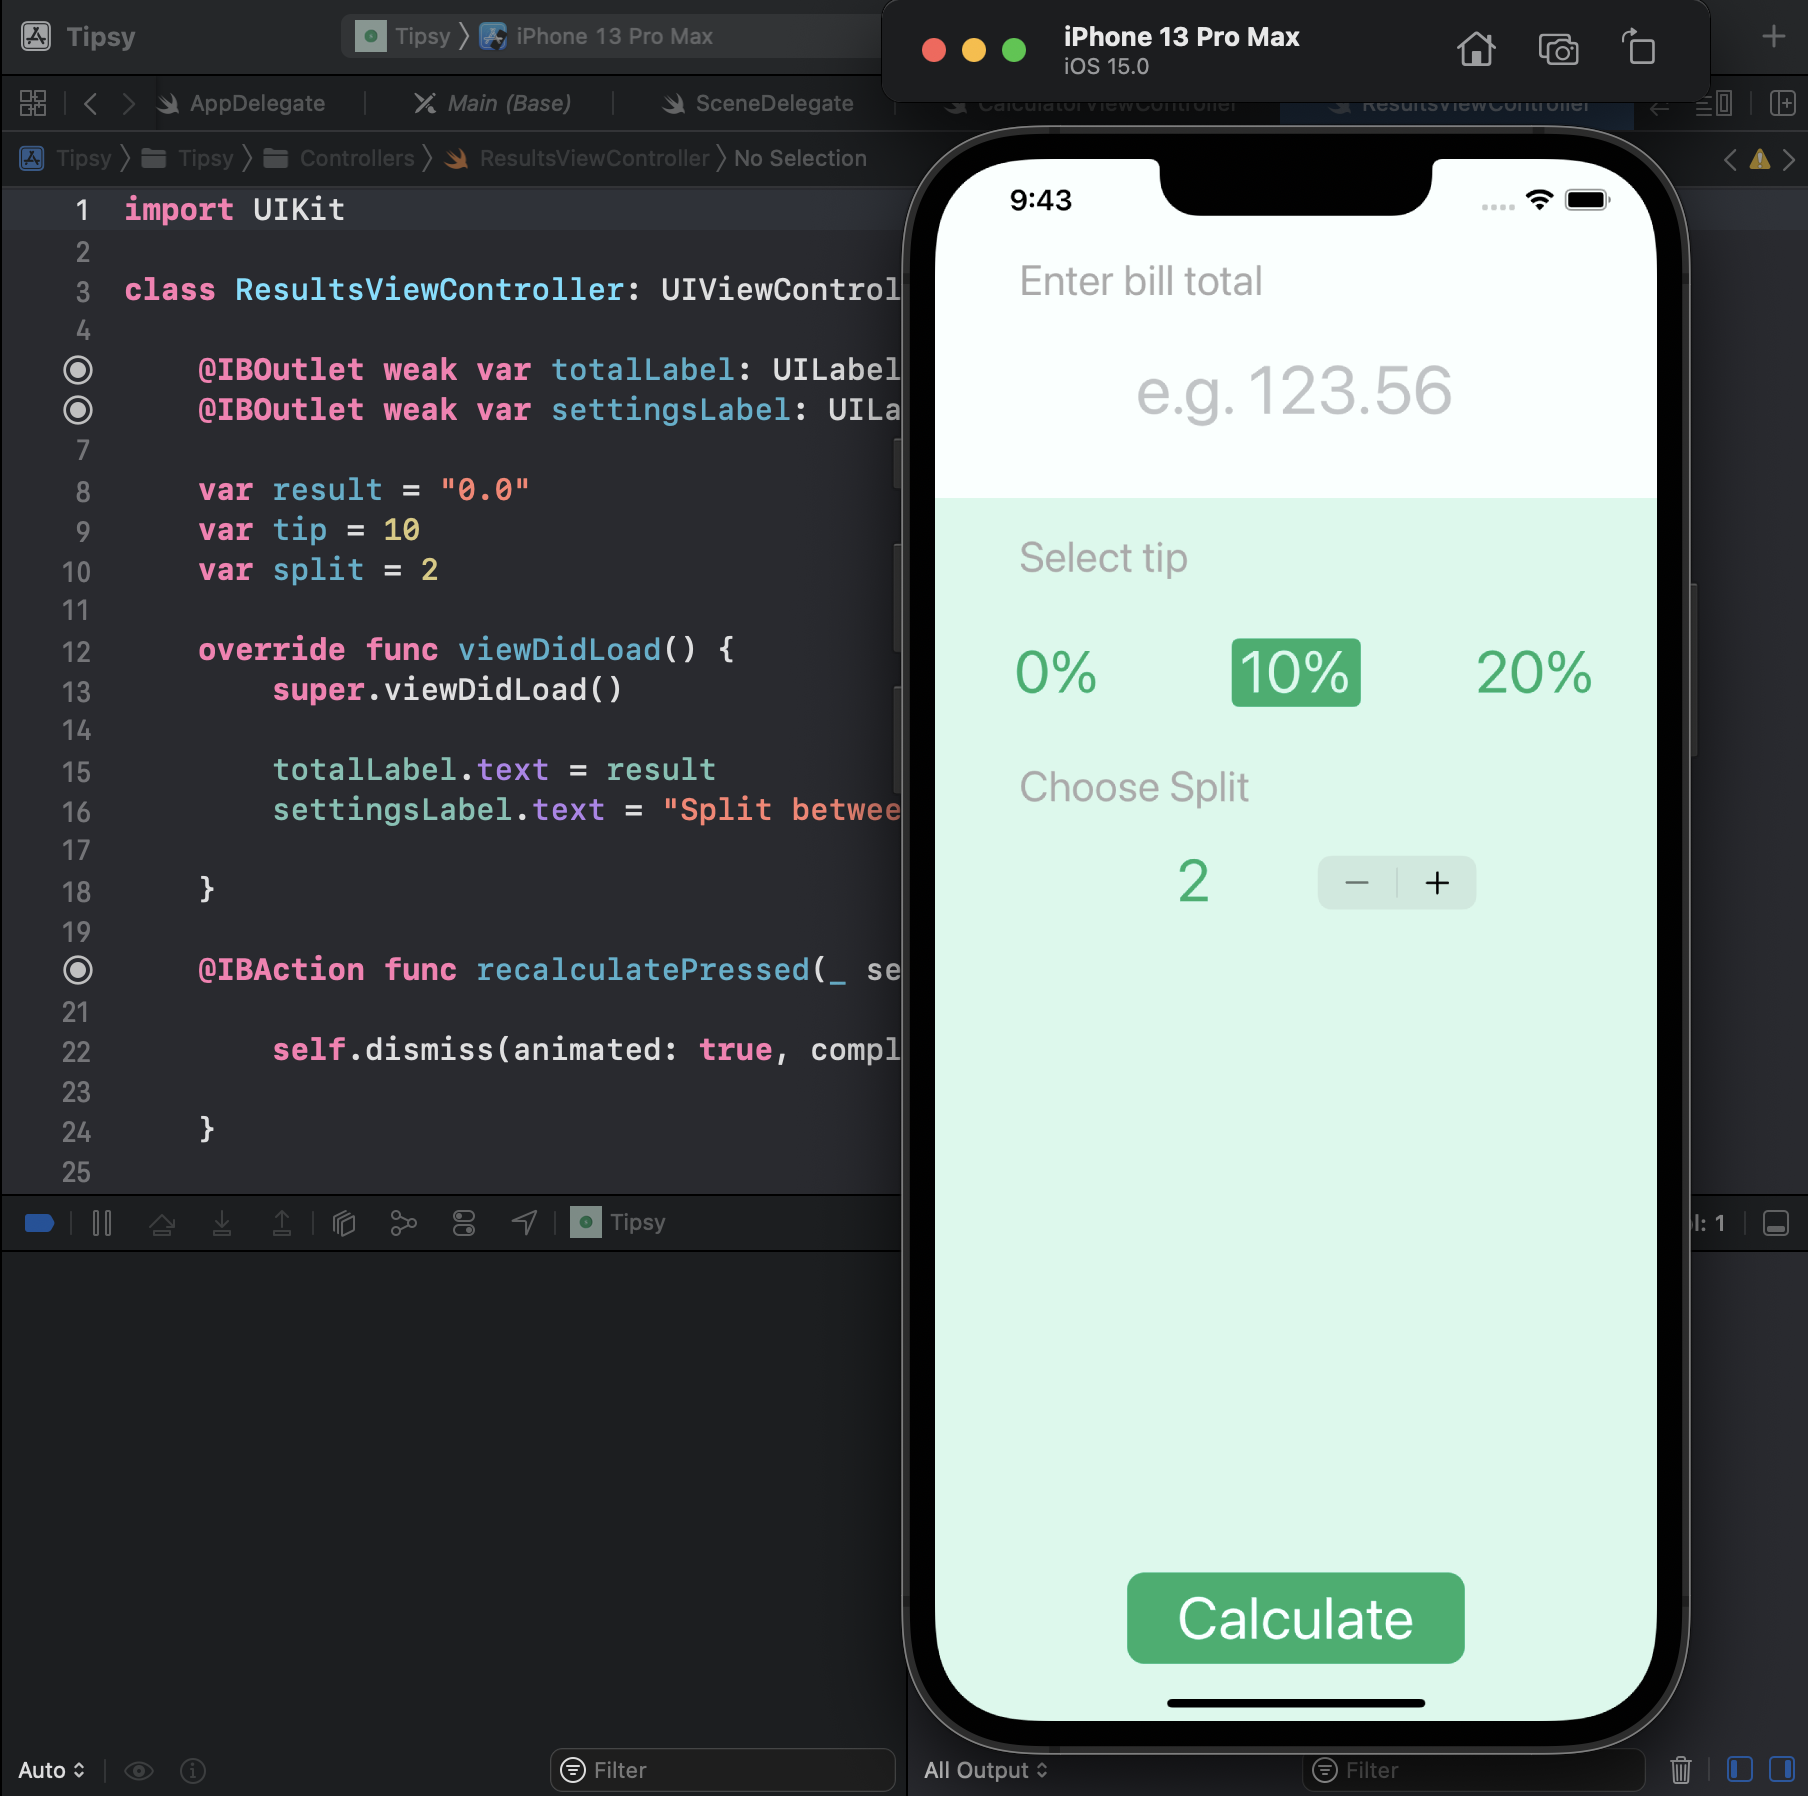 Tipsy
Tipsy
iPhone 13 Pro Max
iPhone 13 Pro Max
iOS 15.0
AppDelegate
Main (Base)
SceneDelegate
CalculatorViewController
ResultsViewController
Tipsy
Tipsy
Controllers
ResultsViewController
No Selection
1 import UIKit
2
3 class ResultsViewController: UIViewControl
4
@IBOutlet weak var totalLabel: UILabel
@IBOutlet weak var settingsLabel: UILa
7
8 var result = "0.0"
9 var tip = 10
10 var split = 2
11
12 override func viewDidLoad() {
13 super.viewDidLoad()
14
15 totalLabel.text = result
16 settingsLabel.text = "Split betwee
17
18 }
19
@IBAction func recalculatePressed(_ se
21
22 self.dismiss(animated: true, compl
23
24 }
25
9:43
Enter bill total
e.g. 123.56
Select tip
0% 10% 20%
Choose Split
2 − +
Calculate
Tipsy
l: 1
Auto
Filter
All Output
Filter